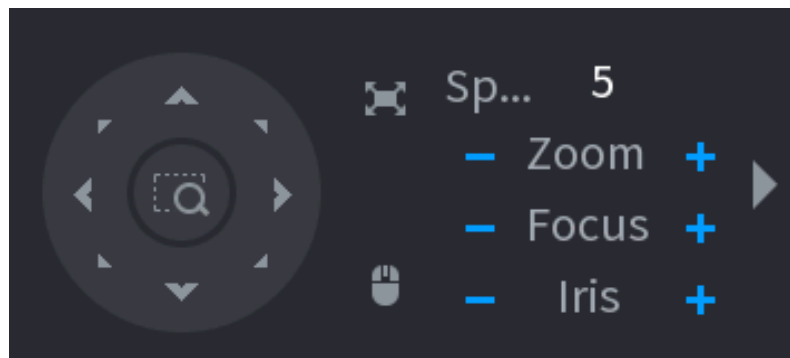 Sp... 5
− Zoom +
− Focus +
− Iris +